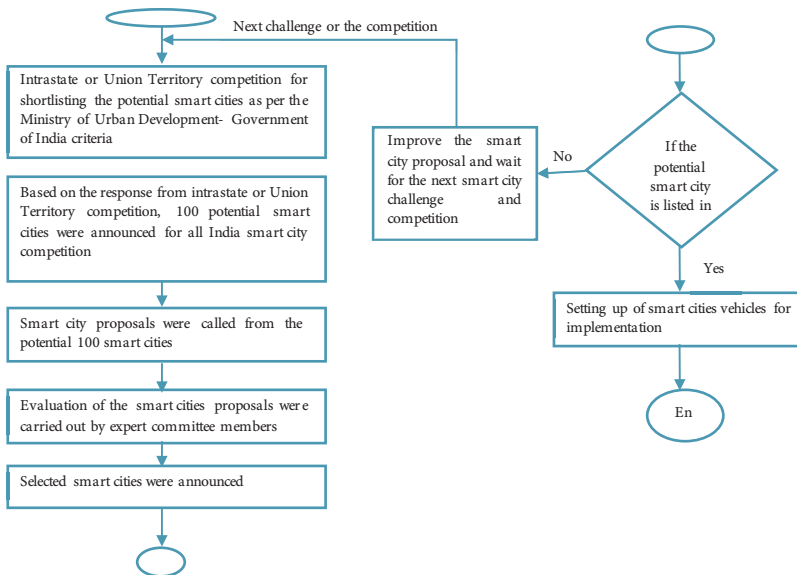 Next challenge or the competition
Intrastate or Union Territory competition for
shortlisting the potential smart cities as per the
Ministry of Urban Development- Government
of India criteria
Based on the response from intrastate or Union
Territory competition, 100 potential smart
cities were announced for all India smart city
competition
Smart city proposals were called from the
potential 100 smart cities
Evaluation of the smart cities proposals were
carried out by expert committee members
Selected smart cities were announced
Improve the smart
city proposal and wait
for the next smart city
challenge and
competition
No
If the
potential
smart city
is listed in
Yes
Setting up of smart cities vehicles for
implementation
En